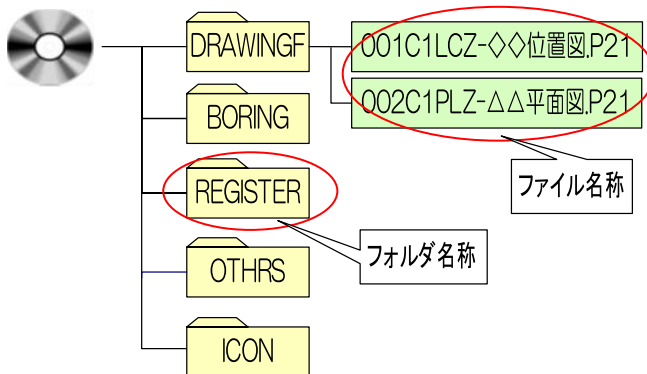 DRAWINGF
001C1LCZ-◇◇位置図.P21
002C1PLZ-△△平面図.P21
BORING
ファイル名称
REGISTER
フォルダ名称
OTHRS
ICON